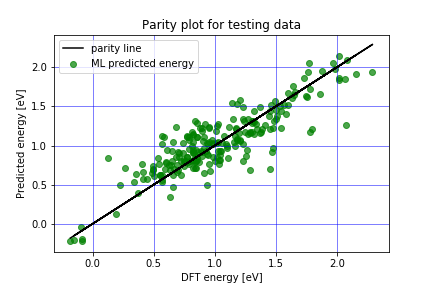 Parity plot for testing data
parity line
ML predicted energy
Predicted energy [eV]
2.0
1.5
1.0
0.5
0.0
0.0 0.5 1.0 1.5 2.0
DFT energy [eV]